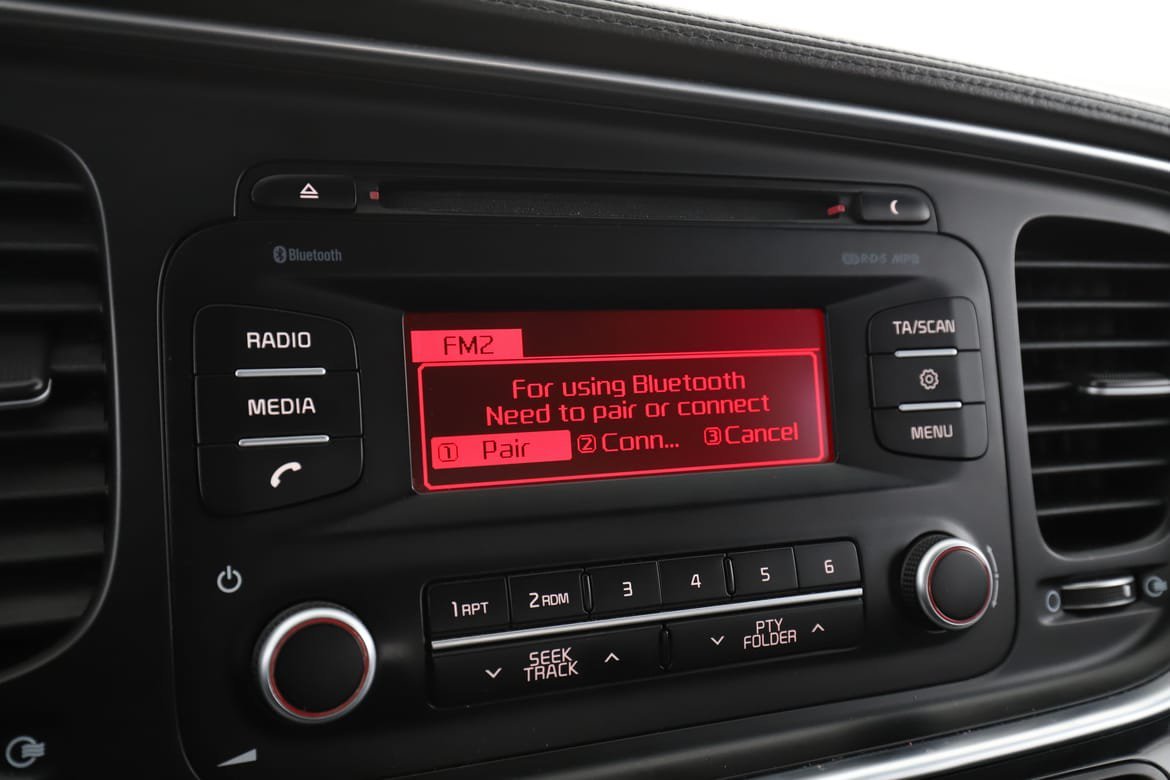 Bluetooth
RDS MP3
RADIO
MEDIA
FM2
For using Bluetooth
Need to pair or connect
1 Pair 2 Conn... 3 Cancel
TA/SCAN
MENU
1 RPT 2 RDM 3 4 5 6
SEEK
TRACK
PTY
FOLDER